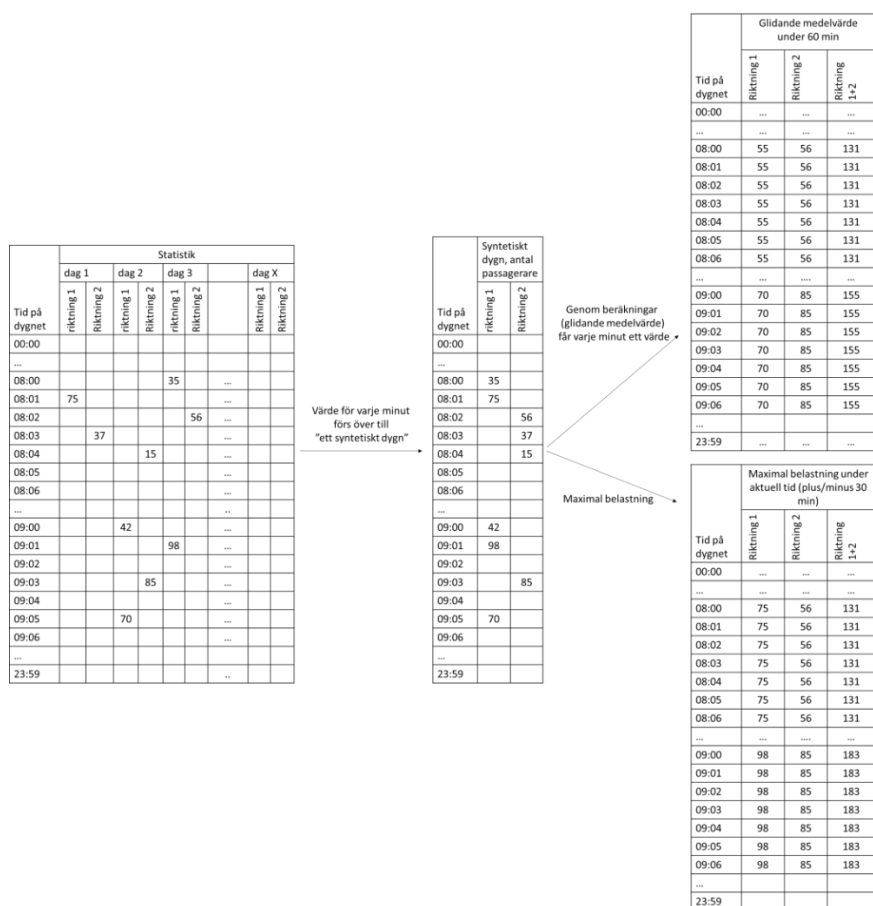 Statistik
dag 1 dag 2 dag 3 dag X
Tid på
dygnet
riktning 1 Riktning 2 riktning 1 Riktning 2 riktning 1 Riktning 2 Riktning 1 Riktning 2
00:00
...
08:00 35 ...
08:01 75 ...
08:02 56 ...
08:03 37 ...
08:04 15 ...
08:05 ...
08:06 ...
... ..
09:00 42 ...
09:01 98 ...
09:02 ...
09:03 85 ...
09:04 ...
09:05 70 ...
09:06 ...
...
23:59 ..
Värde för varje minut
förs över till
"ett syntetiskt dygn"
Syntetiskt
dygn, antal
passagerare
Tid på
dygnet
riktning 1 Riktning 2
00:00
...
08:00 35
08:01 75
08:02 56
08:03 37
08:04 15
08:05
08:06
...
09:00 42
09:01 98
09:02
09:03 85
09:04
09:05 70
09:06
...
23:59
Genom beräkningar
(glidande medelvärde)
får varje minut ett värde
Maximal belastning
Glidande medelvärde
under 60 min
Tid på
dygnet
Riktning 1 Riktning 2 Riktning
1+2
00:00 ... ... ...
... ... ... ...
08:00 55 56 131
08:01 55 56 131
08:02 55 56 131
08:03 55 56 131
08:04 55 56 131
08:05 55 56 131
08:06 55 56 131
... ... .... ...
09:00 70 85 155
09:01 70 85 155
09:02 70 85 155
09:03 70 85 155
09:04 70 85 155
09:05 70 85 155
09:06 70 85 155
...
23:59 ... ... ...
Maximal belastning under
aktuell tid (plus/minus 30
min)
Tid på
dygnet
Riktning 1 Riktning 2 Riktning
1+2
00:00 ... ... ...
... ... ... ...
08:00 75 56 131
08:01 75 56 131
08:02 75 56 131
08:03 75 56 131
08:04 75 56 131
08:05 75 56 131
08:06 75 56 131
... ... .... ...
09:00 98 85 183
09:01 98 85 183
09:02 98 85 183
09:03 98 85 183
09:04 98 85 183
09:05 98 85 183
09:06 98 85 183
...
23:59